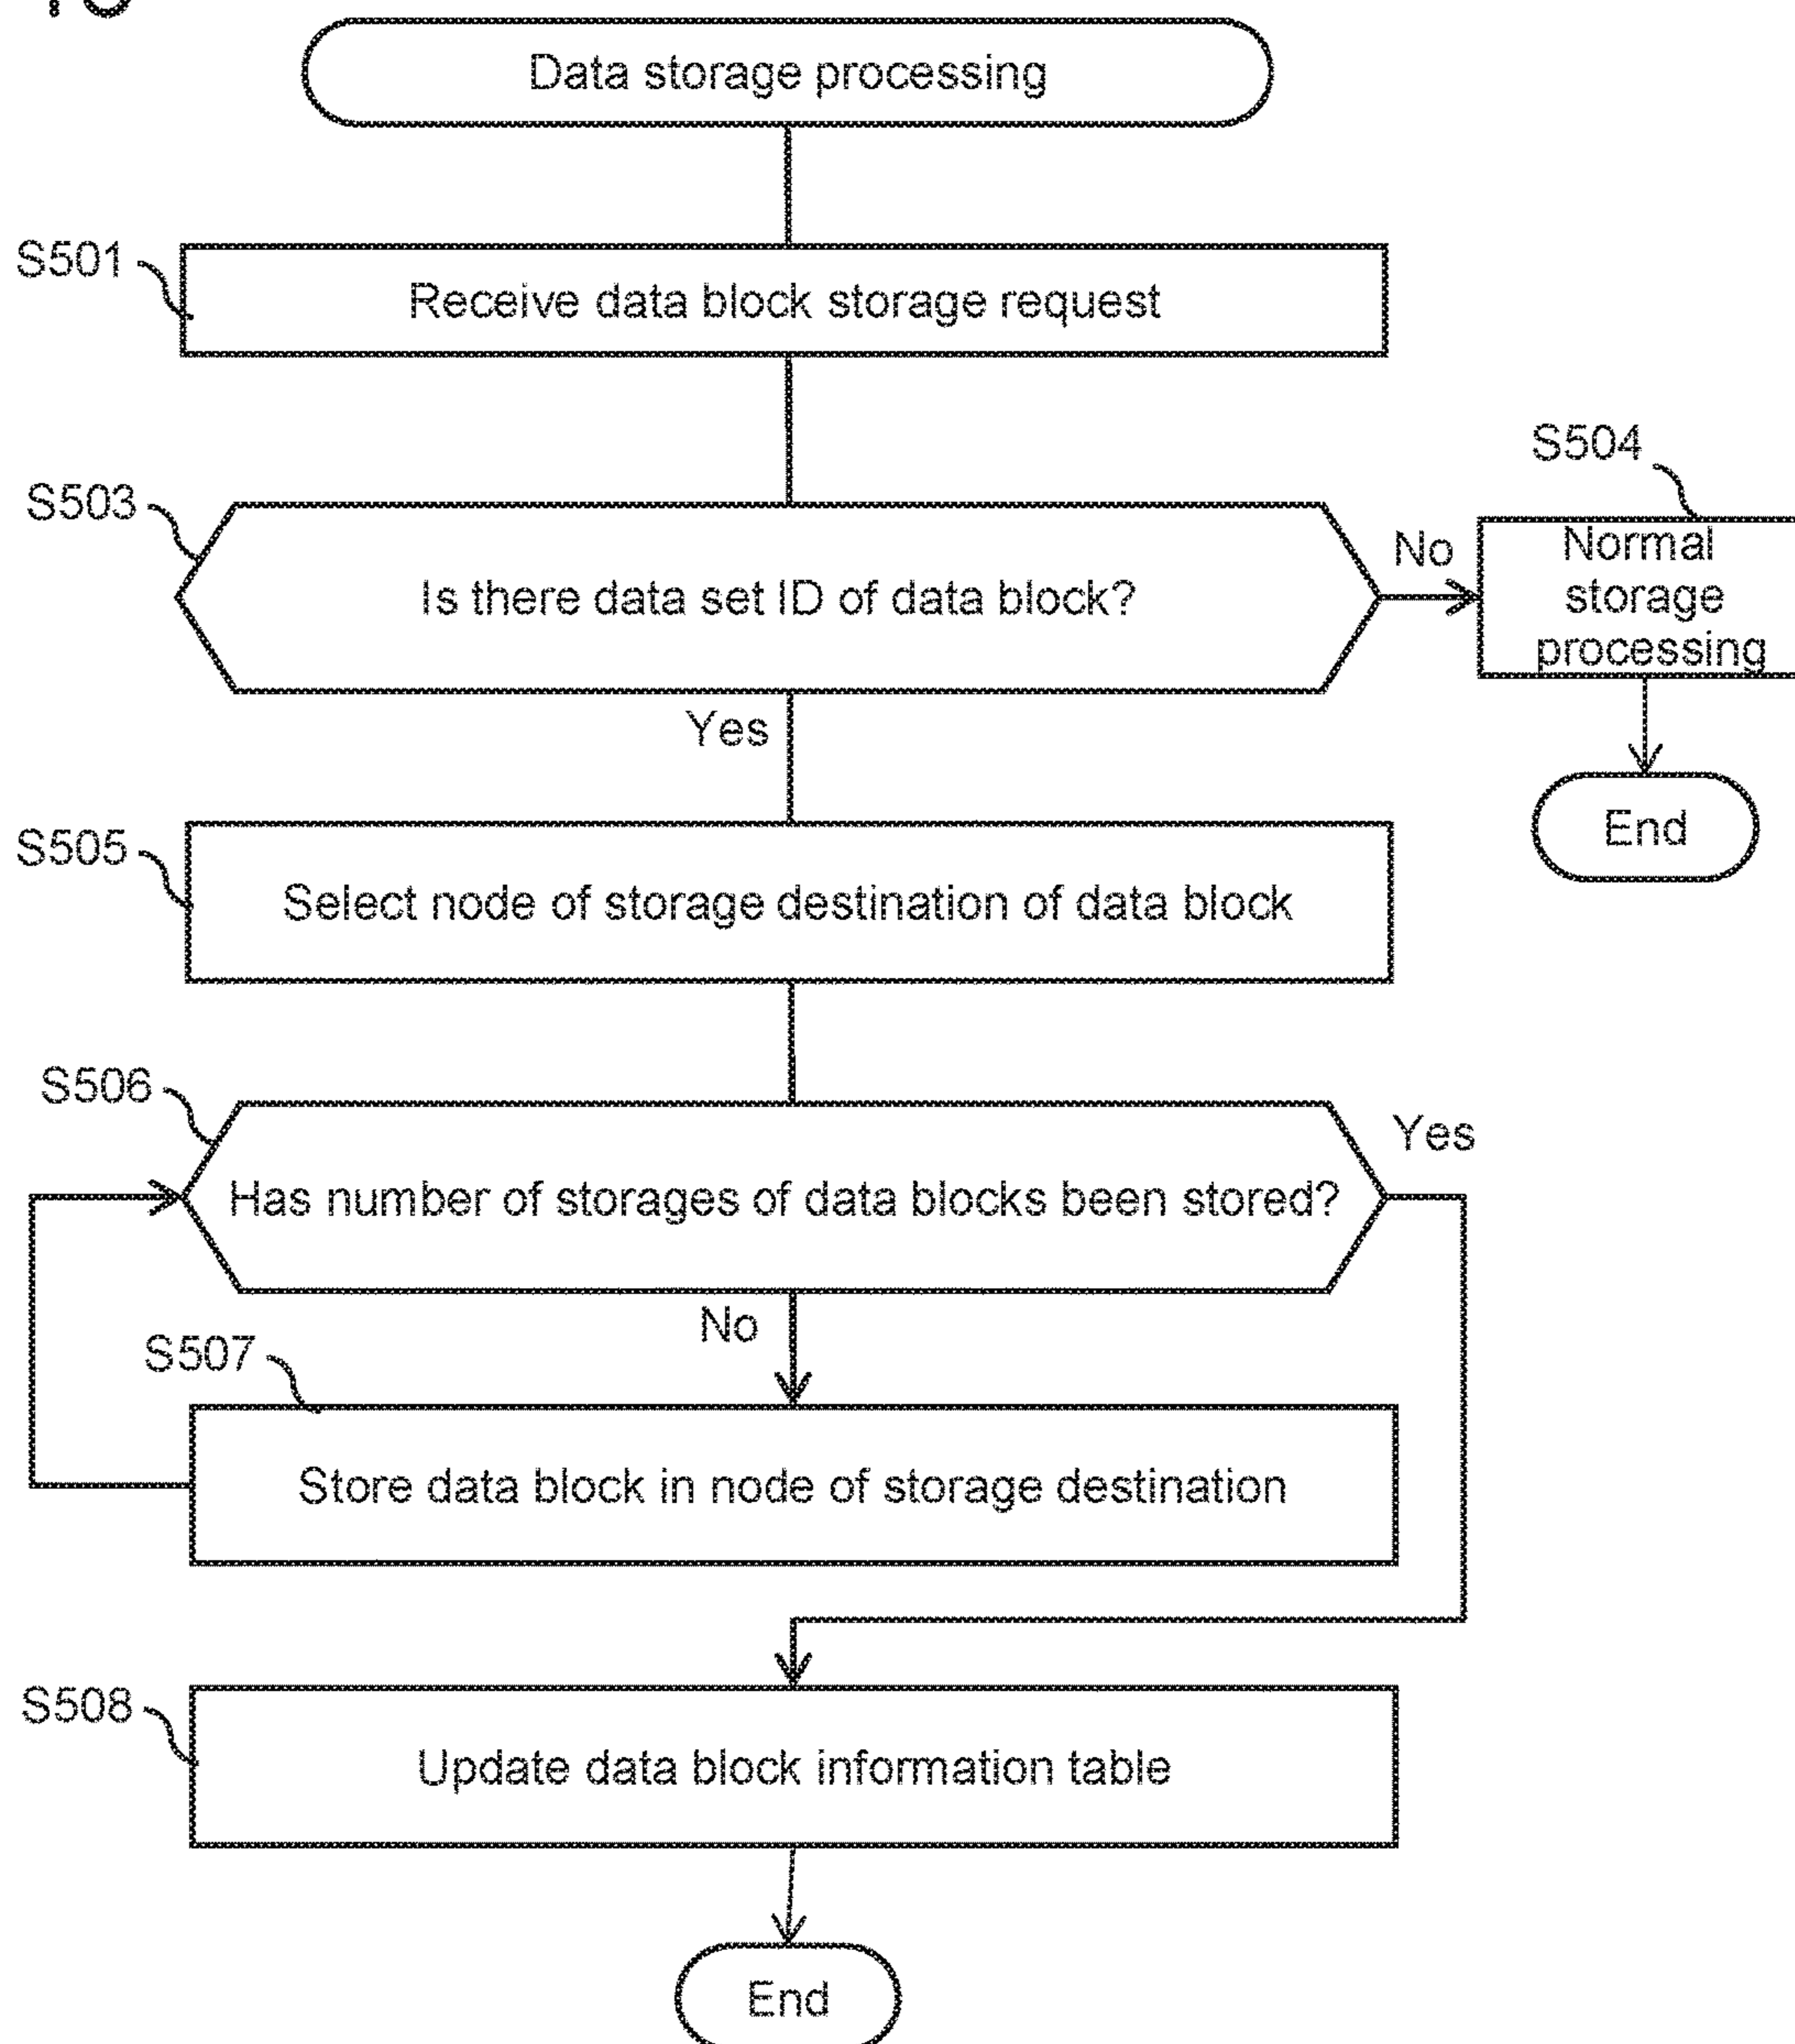 Data storage processing
S501
Receive data block storage request
S504
S503
Is there data set ID of data block?
No
Normal
storage
processing
Yes
End
S505
Select node of storage destination of data block
S506
Yes
Has number of storages of data blocks been stored?
No
S507
Store data block in node of storage destination
S508
Update data block information table
End